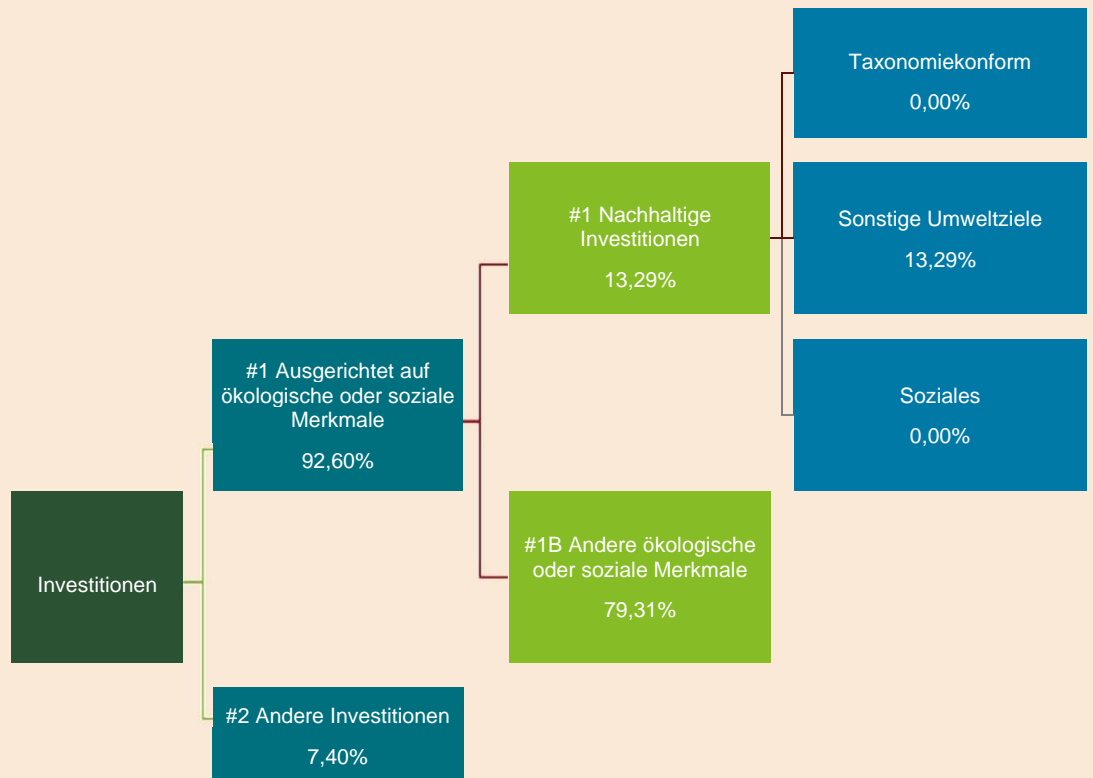 Taxonomiekonform
0,00%
#1 Nachhaltige
Investitionen
13,29%
Sonstige Umweltziele
13,29%
#1 Ausgerichtet auf
ökologische oder soziale
Merkmale
92,60%
Soziales
0,00%
Investitionen
#1B Andere ökologische
oder soziale Merkmale
79,31%
#2 Andere Investitionen
7,40%